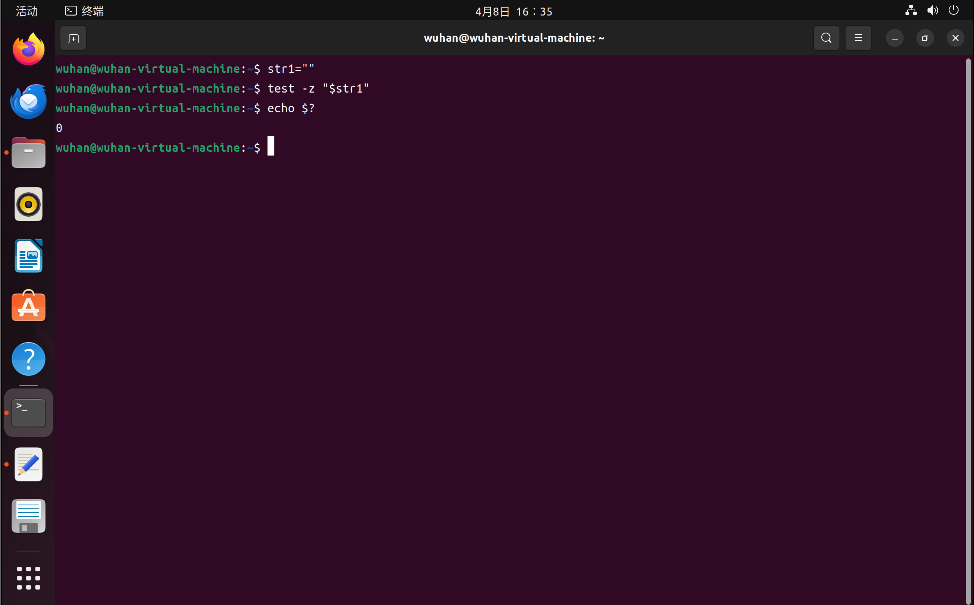 活动
终端
4月8日 16：35
wuhan@wuhan-virtual-machine: ~
wuhan@wuhan-virtual-machine:~$ str1=""
wuhan@wuhan-virtual-machine:~$ test -z "$str1"
wuhan@wuhan-virtual-machine:~$ echo $?
0
wuhan@wuhan-virtual-machine:~$